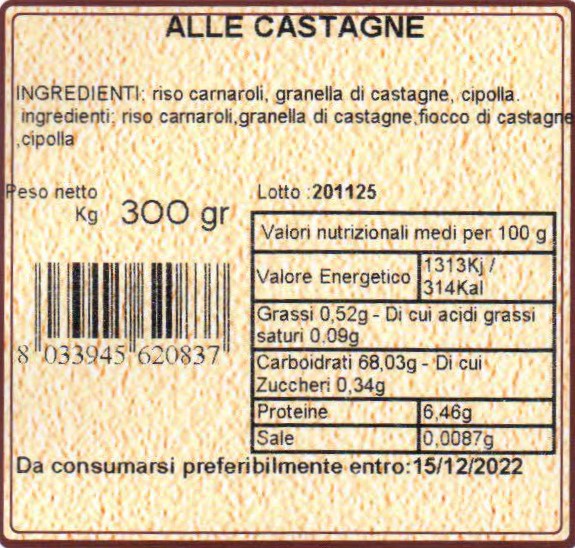 ALLE CASTAGNE
INGREDIENTI: riso carnaroli, granella di castagne, cipolla.
ingredienti: riso carnaroli,granella di castagne,fiocco di castagne
,cipolla
Peso netto
Kg 300 gr
Lotto :201125
Valori nutrizionali medi per 100 g
Valore Energetico 1313Kj /
314Kal
Grassi 0,52g - Di cui acidi grassi
saturi 0,09g
Carboidrati 68,03g - Di cui
Zuccheri 0,34g
Proteine 6,46g
Sale 0,0087g
8 033945 620837
Da consumarsi preferibilmente entro:15/12/2022